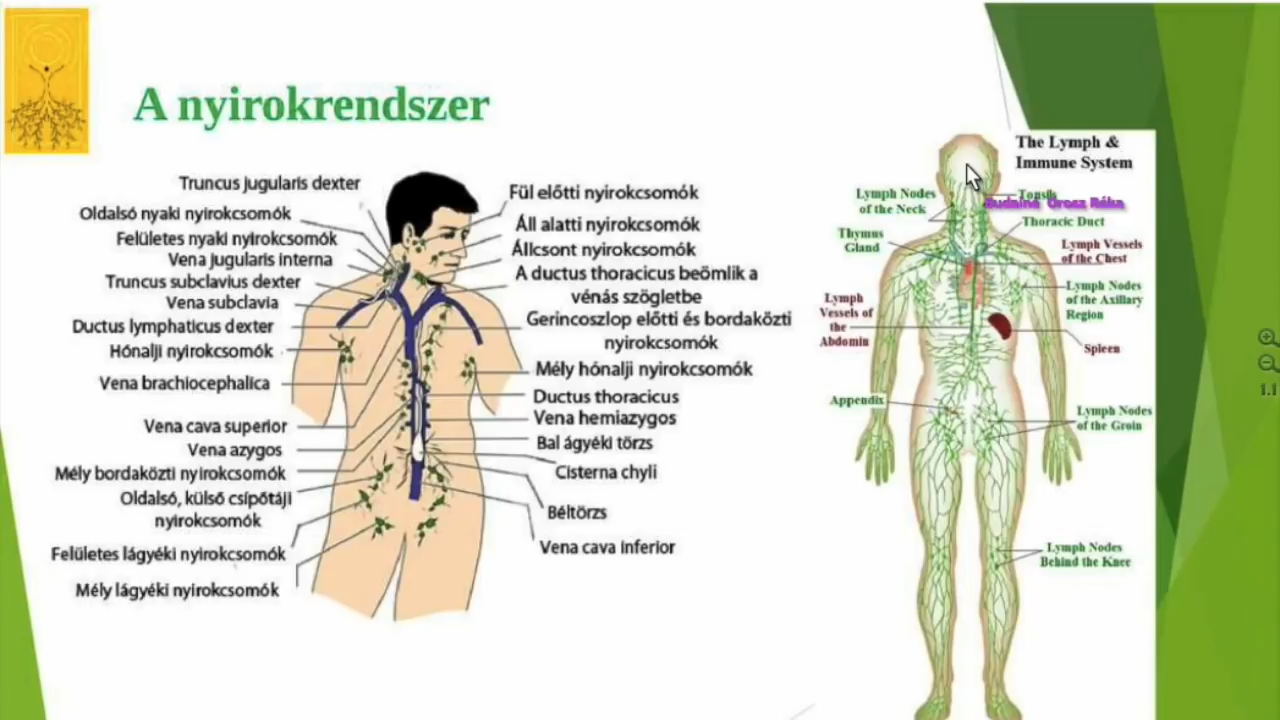 A nyirokrendszer
Truncus jugularis dexter
Oldalsó nyaki nyirokcsomók
Felületes nyaki nyirokcsomók
Vena jugularis interna
Truncus subclavius dexter
Vena subclavia
Ductus lymphaticus dexter
Hónalji nyirokcsomók
Vena brachiocephalica
Vena cava superior
Vena azygos
Mély bordaközti nyirokcsomók
Oldalsó, külső csípőtáji
nyirokcsomók
Felületes lágyéki nyirokcsomók
Mély lágyéki nyirokcsomók
Fül előtti nyirokcsomók
Áll alatti nyirokcsomók
Állcsont nyirokcsomók
A ductus thoracicus beömlik a
vénás szögletbe
Gerincoszlop előtti és bordaközti
nyirokcsomók
Mély hónalji nyirokcsomók
Ductus thoracicus
Vena hemiazygos
Bal ágyéki törzs
Cisterna chyli
Béltörzs
Vena cava inferior
The Lymph &
Immune System
Lymph Nodes
of the Neck
Thymus
Gland
Lymph
Vessels of
the
Abdomin
Appendix
Tonsils
Budainé Orosz Réka
Thoracic Duct
Lymph Vessels
of the Chest
Lymph Nodes
of the Axillary
Region
Spleen
Lymph Nodes
of the Groin
Lymph Nodes
Behind the Knee